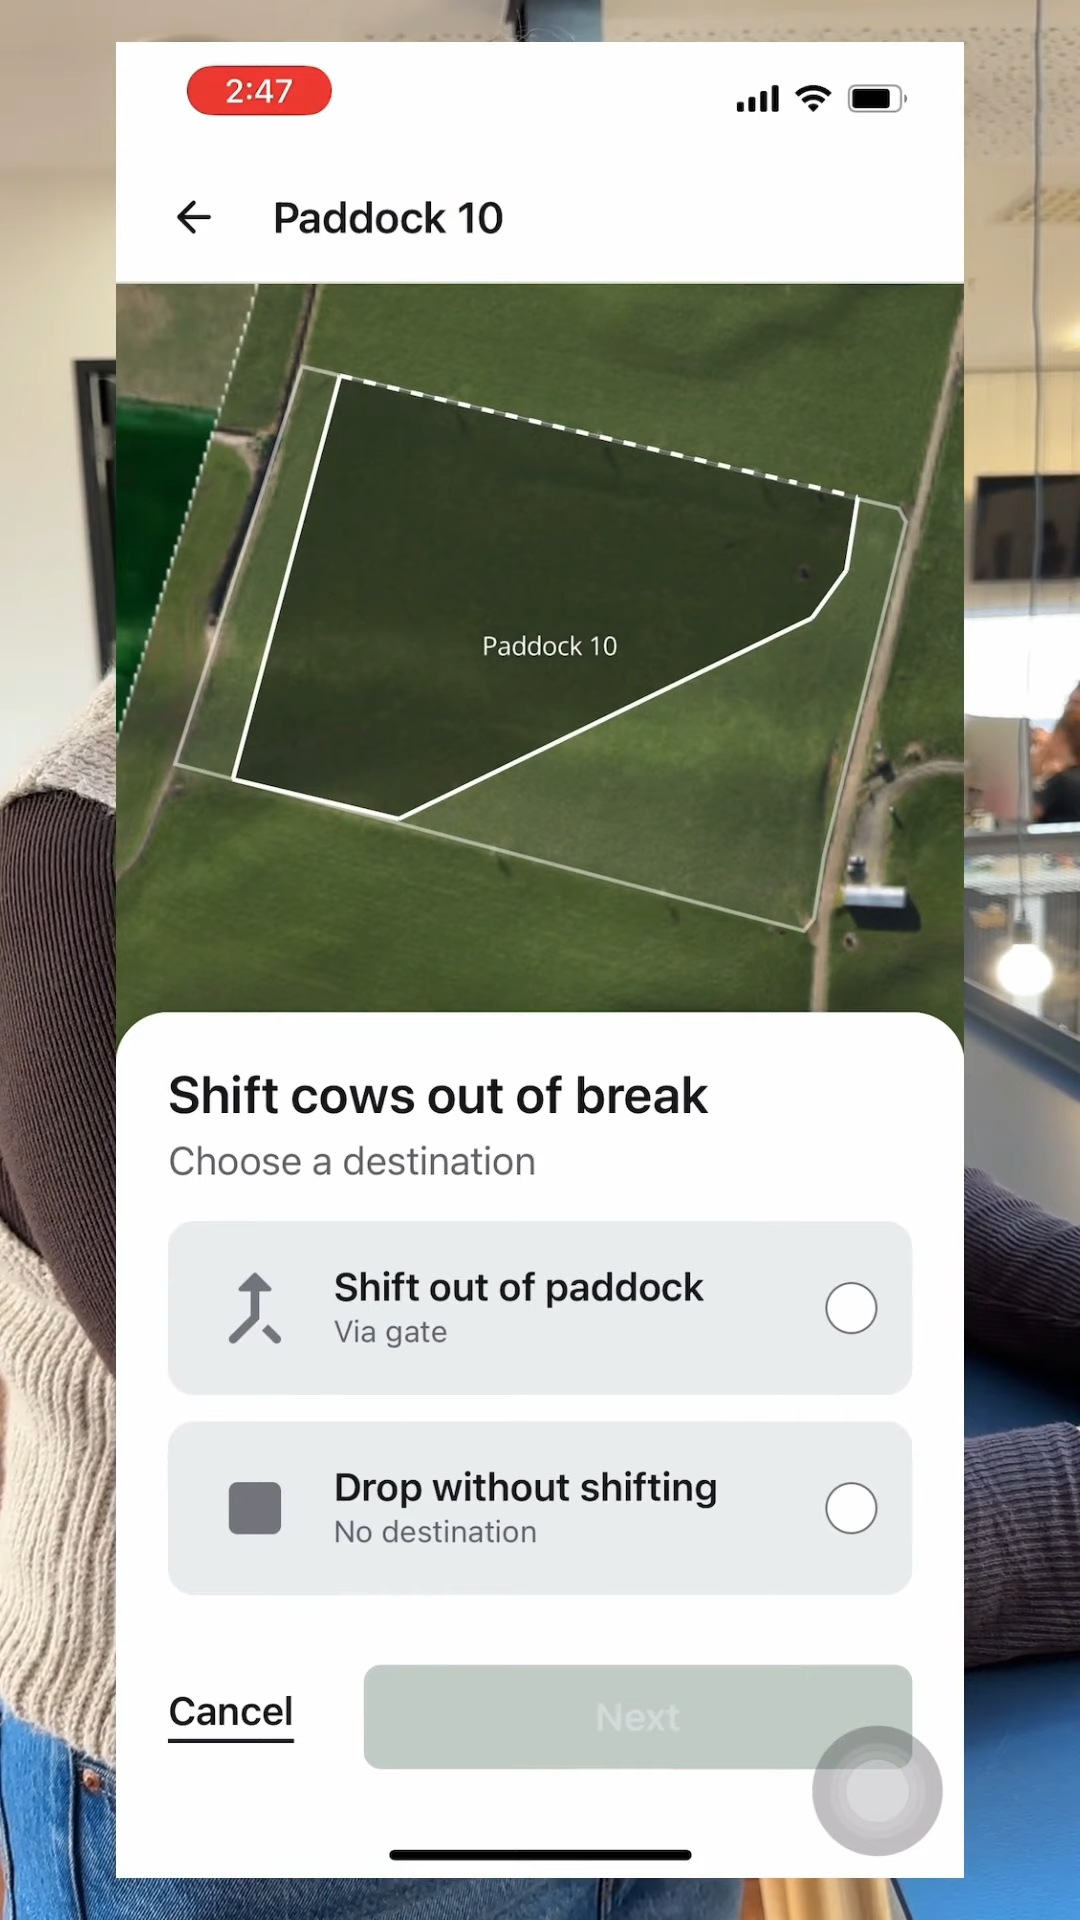 2:47
Paddock 10
Paddock 10
Shift cows out of break
Choose a destination
Shift out of paddock
Via gate
Drop without shifting
No destination
Cancel
Next